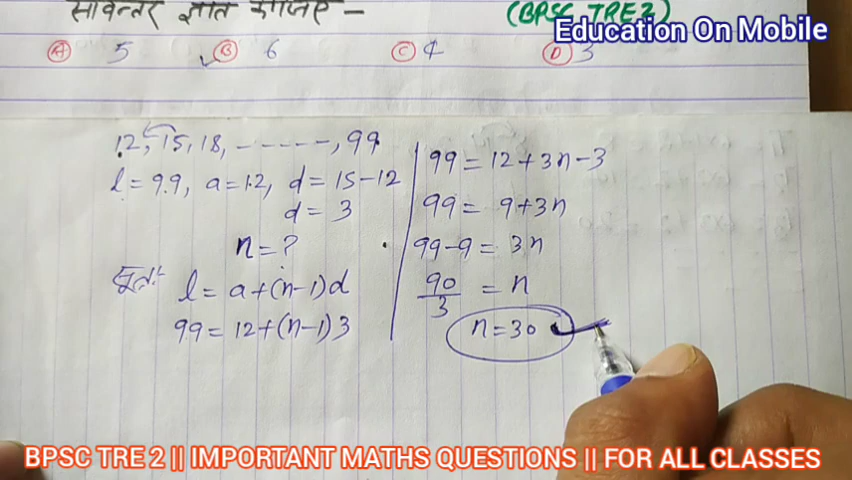 सार्वन्तर ज्ञात कीजिए —
(BPSC TRE 2)
Education On Mobile
A 5 B 6 C 4 D 3
12, 15, 18, ------, 99
l = 99, a = 12, d = 15 - 12
d = 3
n = ?
सूत्र:-
l = a + (n-1)d
99 = 12 + (n-1)3
99 = 12 + 3n - 3
99 = 9 + 3n
99 - 9 = 3n
90/3 = n
n = 30
BPSC TRE 2 || IMPORTANT MATHS QUESTIONS || FOR ALL CLASSES